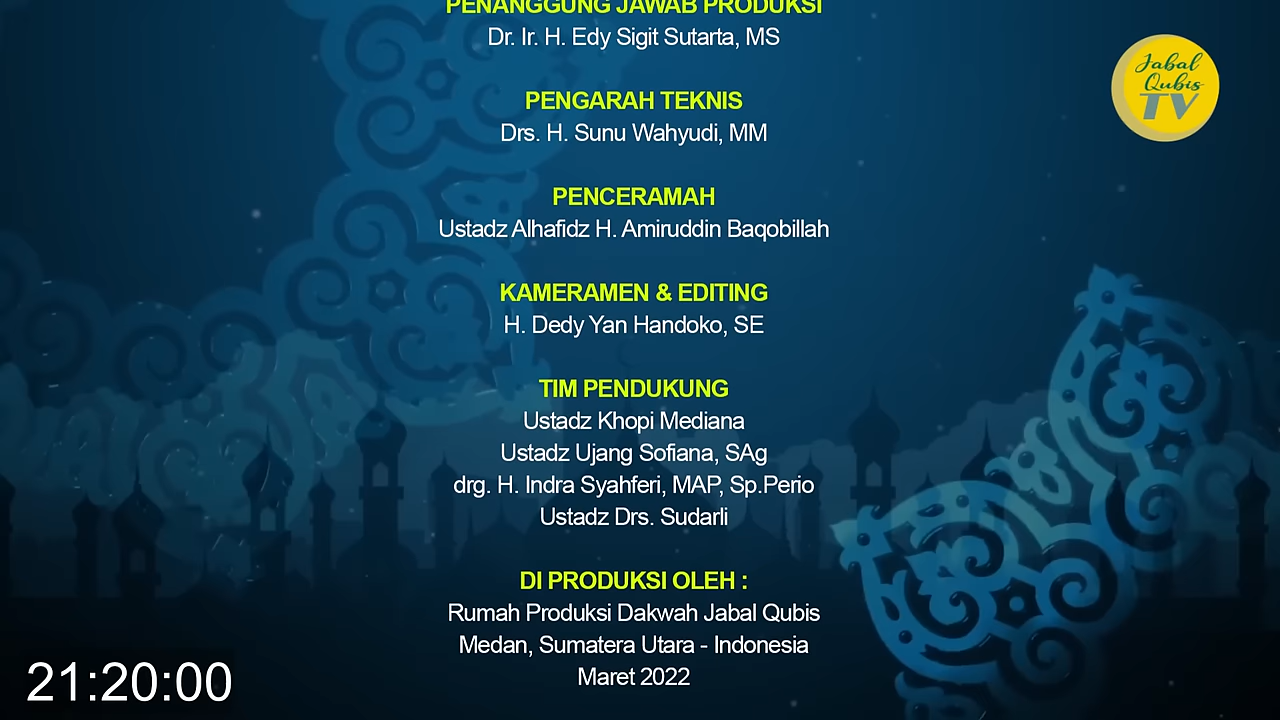 PENANGGUNG JAWAB PRODUKSI
Dr. Ir. H. Edy Sigit Sutarta, MS
PENGARAH TEKNIS
Drs. H. Sunu Wahyudi, MM
PENCERAMAH
Ustadz Alhafidz H. Amiruddin Baqobillah
KAMERAMEN & EDITING
H. Dedy Yan Handoko, SE
TIM PENDUKUNG
Ustadz Khopi Mediana
Ustadz Ujang Sofiana, SAg
drg. H. Indra Syahferi, MAP, Sp.Perio
Ustadz Drs. Sudarli
DI PRODUKSI OLEH :
Rumah Produksi Dakwah Jabal Qubis
Medan, Sumatera Utara - Indonesia
Maret 2022
Jabal
Qubis
TV
21:20:00